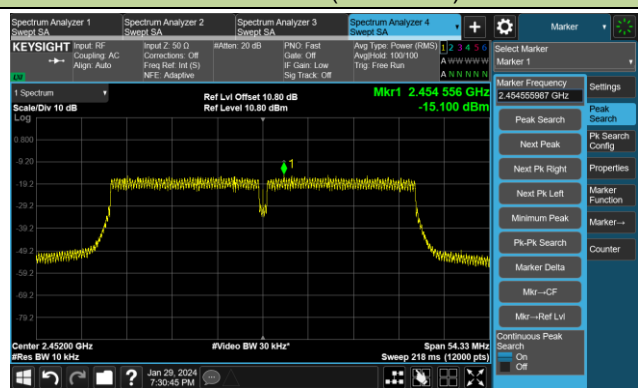 Spectrum Analyzer 1
Swept SA
Spectrum Analyzer 2
Swept SA
Spectrum Analyzer 3
Swept SA
Spectrum Analyzer 4
Swept SA
Marker
KEYSIGHT
Input: RF
Coupling: AC
Align: Auto
Input Z: 50 Ω
Corrections: Off
Freq Ref: Int (S)
NFE: Adaptive
#Atten: 20 dB
PNO: Fast
Gate: Off
IF Gain: Low
Sig Track: Off
Avg Type: Power (RMS)
Avg|Hold: 100/100
Trig: Free Run
1 2 3 4 5 6
A W W W W W
A N N N N N
Select Marker
Marker 1
1 Spectrum
Scale/Div 10 dB
Log
Ref Lvl Offset 10.80 dB
Ref Level 10.80 dBm
Mkr1 2.454 556 GHz
-15.100 dBm
Marker Frequency
2.454555987 GHz
Peak Search
Next Peak
Next Pk Right
Next Pk Left
Minimum Peak
Pk-Pk Search
Marker Delta
Mkr→CF
Mkr→Ref Lvl
Continuous Peak
Search
On
Off
Settings
Peak
Search
Pk Search
Config
Properties
Marker
Function
Marker→
Counter
0.800
-9.20
-19.2
-29.2
-39.2
-49.2
-59.2
-69.2
-79.2
1
Center 2.45200 GHz
#Res BW 10 kHz
#Video BW 30 kHz*
Span 54.33 MHz
Sweep 218 ms (12000 pts)
Jan 29, 2024
7:30:45 PM